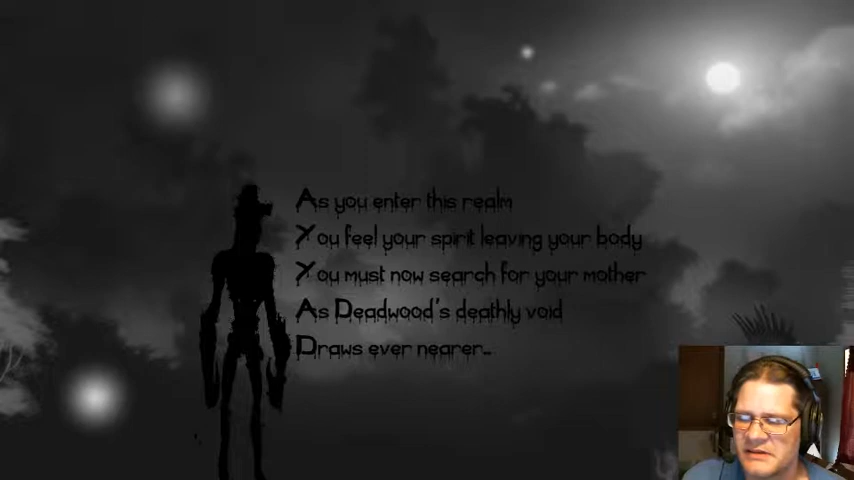 As you enter this realm
You feel your spirit leaving your body
You must now search for your mother
As Deadwood's deathly void
Draws ever nearer..